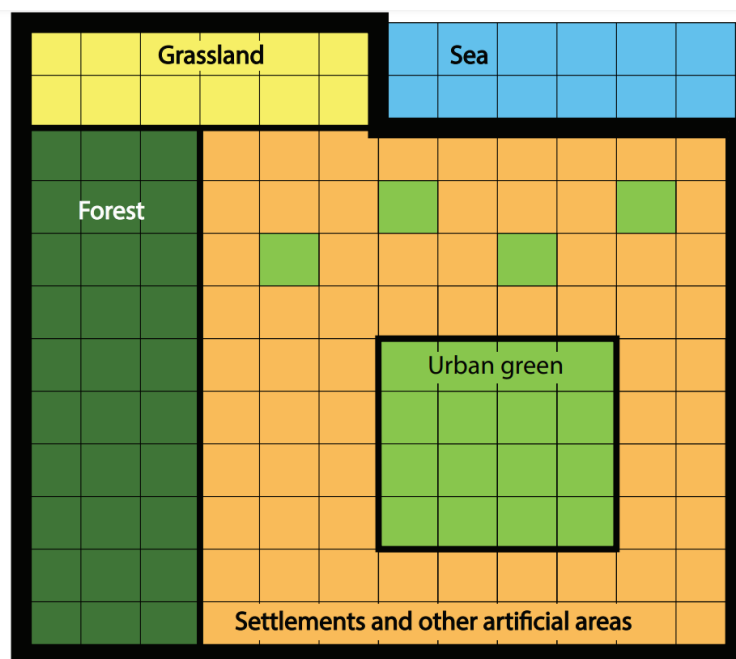 Grassland
Sea
Forest
Urban green
Settlements and other artificial areas